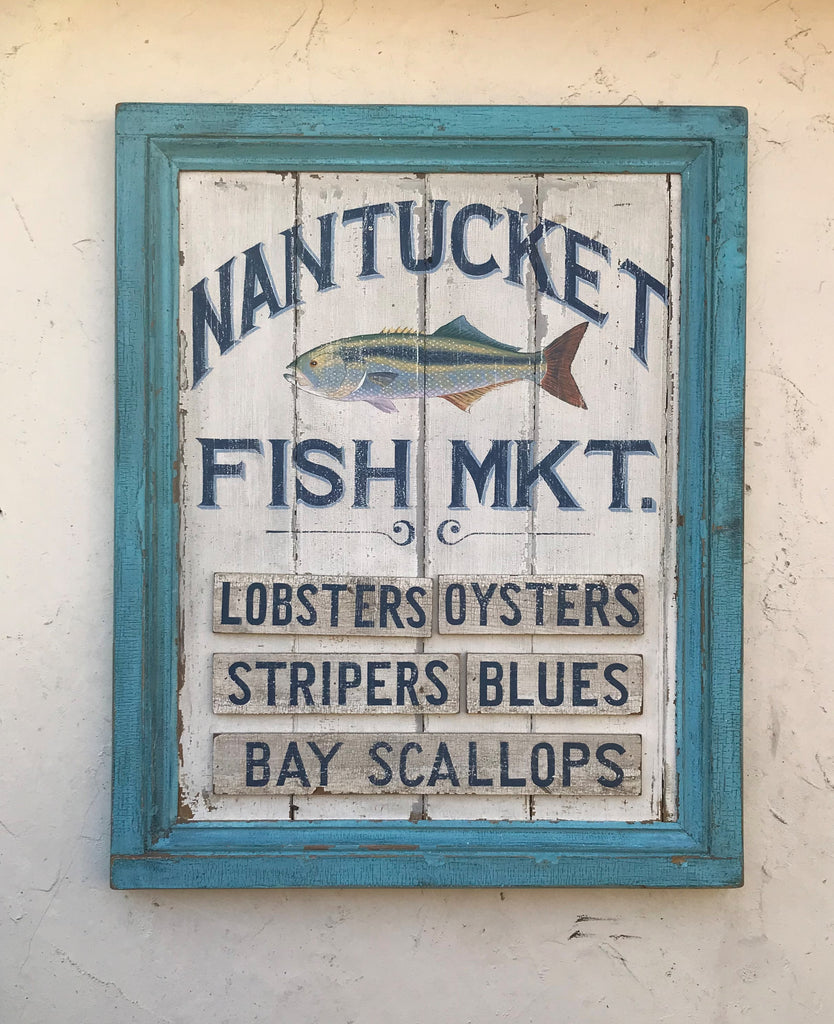 NANTUCKET
FISH MKT.
LOBSTERS OYSTERS
STRIPERS BLUES
BAY SCALLOPS